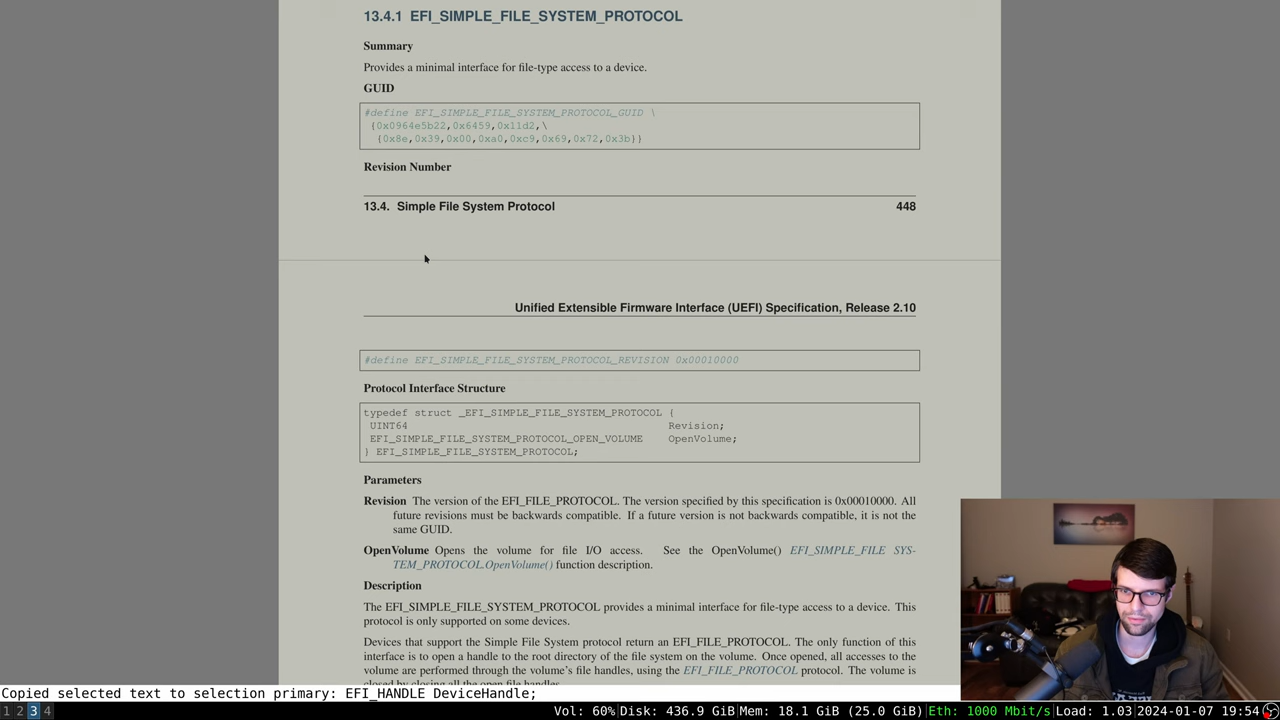 13.4.1 EFI_SIMPLE_FILE_SYSTEM_PROTOCOL
Summary
Provides a minimal interface for file-type access to a device.
GUID
#define EFI_SIMPLE_FILE_SYSTEM_PROTOCOL_GUID \
{0x0964e5b22,0x6459,0x11d2,\
{0x8e,0x39,0x00,0xa0,0xc9,0x69,0x72,0x3b}}
Revision Number
13.4. Simple File System Protocol 448
Unified Extensible Firmware Interface (UEFI) Specification, Release 2.10
#define EFI_SIMPLE_FILE_SYSTEM_PROTOCOL_REVISION 0x00010000
Protocol Interface Structure
typedef struct _EFI_SIMPLE_FILE_SYSTEM_PROTOCOL {
UINT64 Revision;
EFI_SIMPLE_FILE_SYSTEM_PROTOCOL_OPEN_VOLUME OpenVolume;
} EFI_SIMPLE_FILE_SYSTEM_PROTOCOL;
Parameters
Revision The version of the EFI_FILE_PROTOCOL. The version specified by this specification is 0x00010000. All
future revisions must be backwards compatible. If a future version is not backwards compatible, it is not the
same GUID.
OpenVolume Opens the volume for file I/O access. See the OpenVolume() EFI_SIMPLE_FILE SYS-
TEM_PROTOCOL.OpenVolume() function description.
Description
The EFI_SIMPLE_FILE_SYSTEM_PROTOCOL provides a minimal interface for file-type access to a device. This
protocol is only supported on some devices.
Devices that support the Simple File System protocol return an EFI_FILE_PROTOCOL. The only function of this
interface is to open a handle to the root directory of the file system on the volume. Once opened, all accesses to the
volume are performed through the volume's file handles, using the EFI_FILE_PROTOCOL protocol. The volume is
closed by closing all the open file handles.
Copied selected text to selection primary: EFI_HANDLE DeviceHandle;
1 2 3 4 Vol: 60% Disk: 436.9 GiB Mem: 18.1 GiB (25.0 GiB) Eth: 1000 Mbit/s Load: 1.03 2024-01-07 19:54